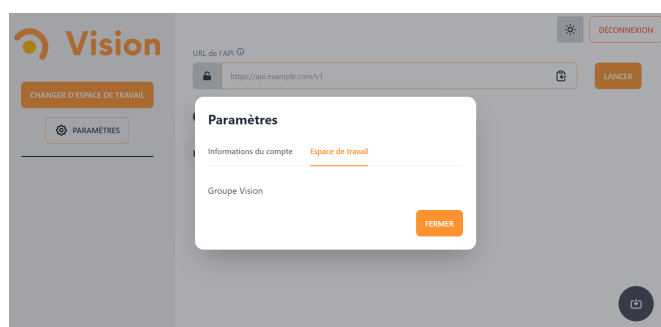 Vision
CHANGER D'ESPACE DE TRAVAIL
PARAMÈTRES
DÉCONNEXION
URL de l'API
https://api.example.com/v1
LANCER
Paramètres
Informations du compte
Espace de travail
Groupe Vision
FERMER